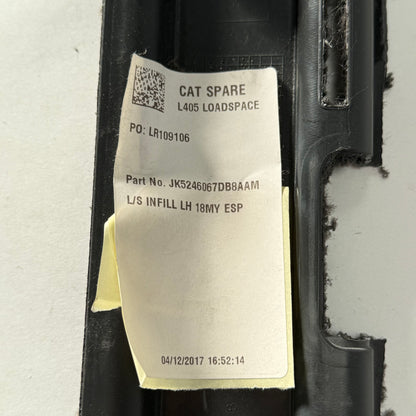 CAT SPARE
L405 LOADSPACE
PO: LR109106
Part No. JK5246067DB8AAM
L/S INFILL LH 18MY ESP
04/12/2017 16:52:14